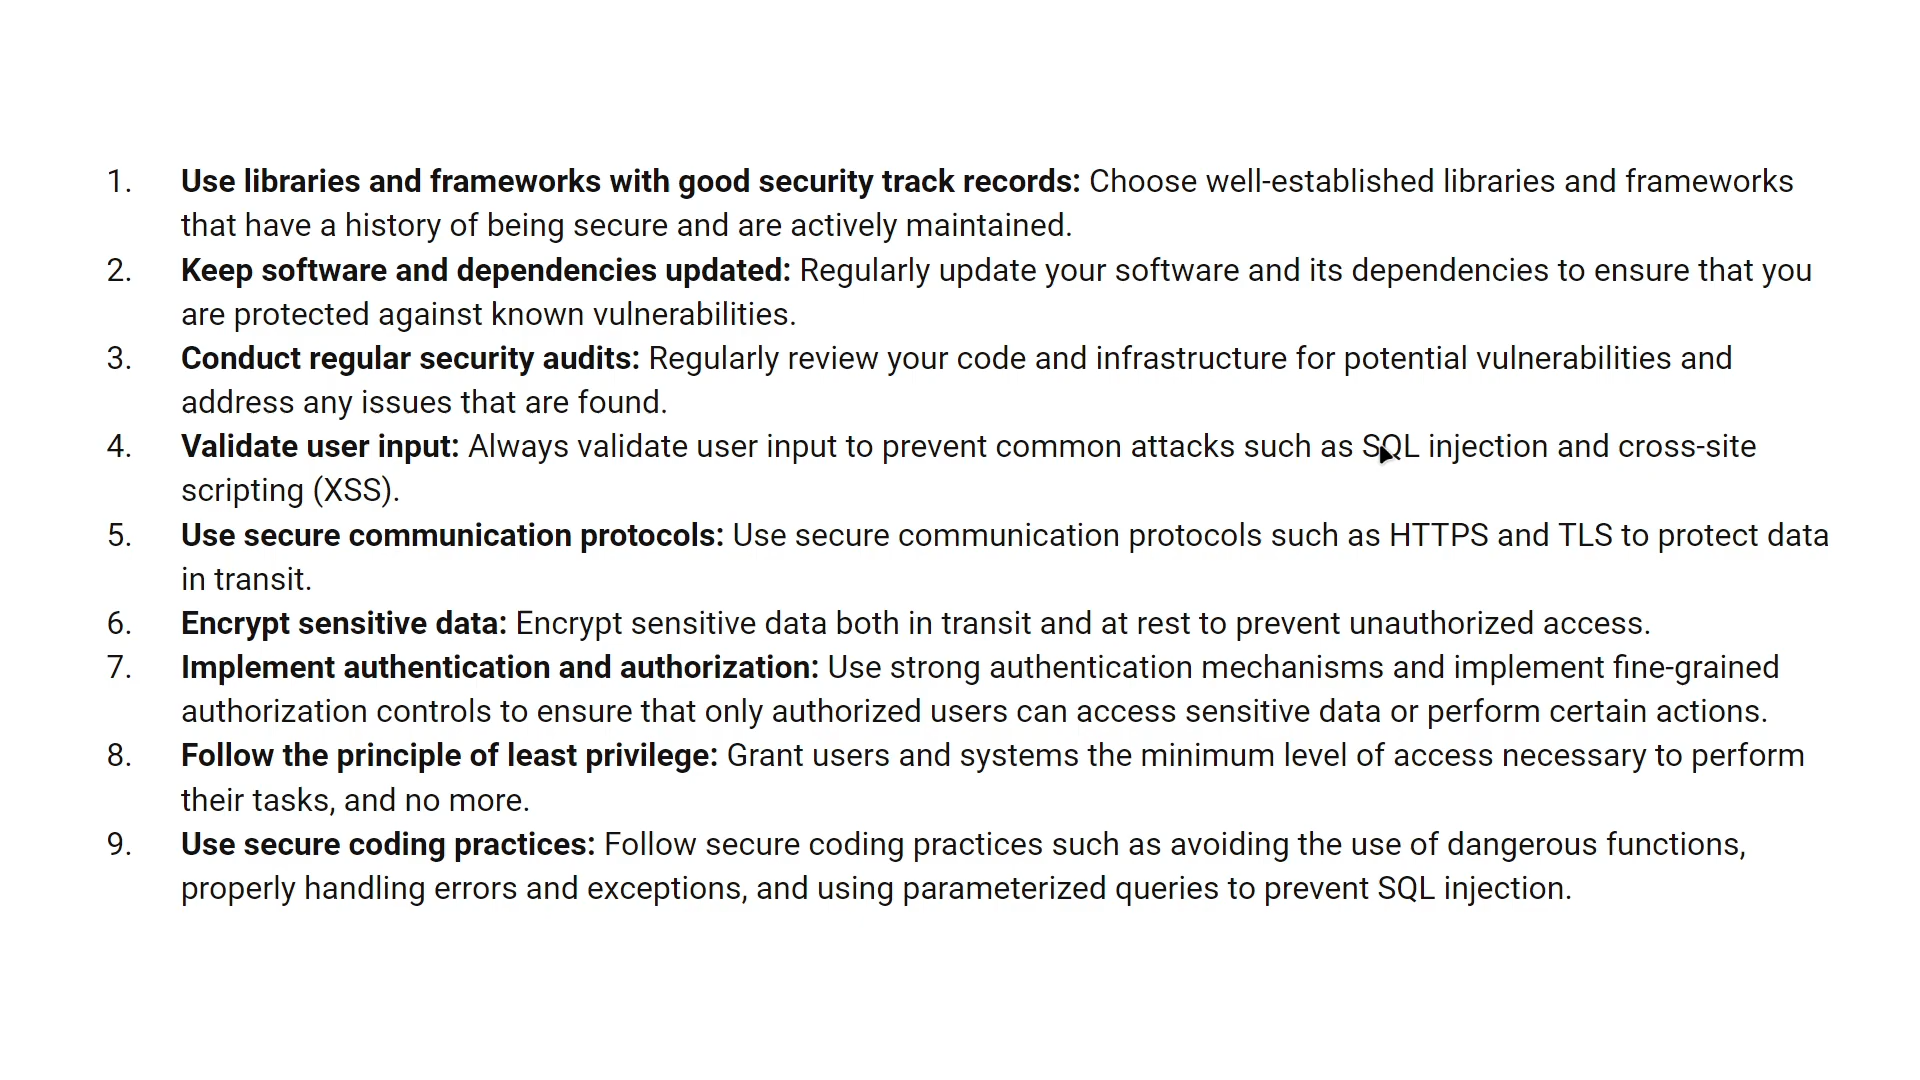 1. Use libraries and frameworks with good security track records: Choose well-established libraries and frameworks
that have a history of being secure and are actively maintained.
2. Keep software and dependencies updated: Regularly update your software and its dependencies to ensure that you
are protected against known vulnerabilities.
3. Conduct regular security audits: Regularly review your code and infrastructure for potential vulnerabilities and
address any issues that are found.
4. Validate user input: Always validate user input to prevent common attacks such as SQL injection and cross-site
scripting (XSS).
5. Use secure communication protocols: Use secure communication protocols such as HTTPS and TLS to protect data
in transit.
6. Encrypt sensitive data: Encrypt sensitive data both in transit and at rest to prevent unauthorized access.
7. Implement authentication and authorization: Use strong authentication mechanisms and implement fine-grained
authorization controls to ensure that only authorized users can access sensitive data or perform certain actions.
8. Follow the principle of least privilege: Grant users and systems the minimum level of access necessary to perform
their tasks, and no more.
9. Use secure coding practices: Follow secure coding practices such as avoiding the use of dangerous functions,
properly handling errors and exceptions, and using parameterized queries to prevent SQL injection.